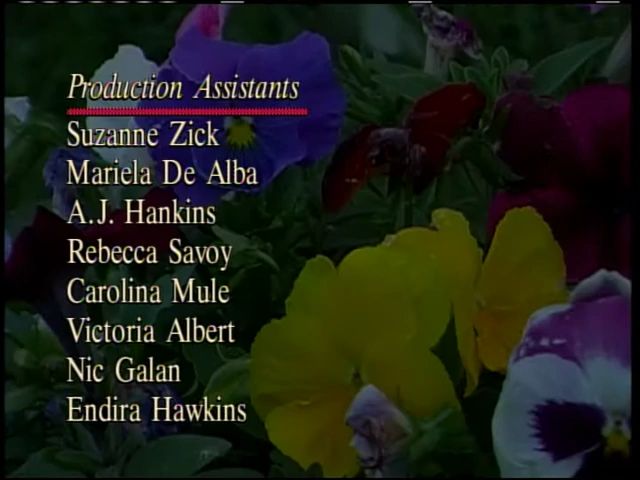 Production Assistants
Suzanne Zick
Mariela De Alba
A.J. Hankins
Rebecca Savoy
Carolina Mule
Victoria Albert
Nic Galan
Endira Hawkins